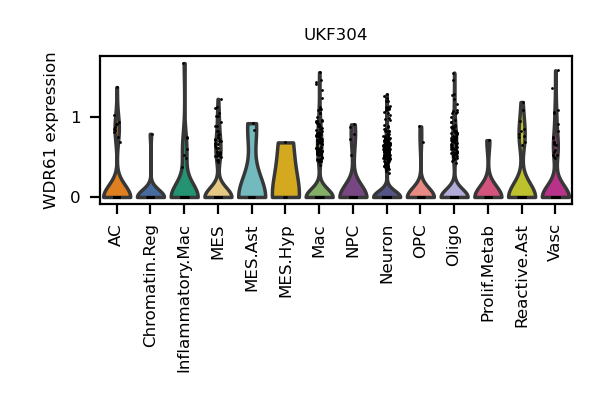 UKF304
WDR61 expression
1
0
AC
Chromatin.Reg
Inflammatory.Mac
MES
MES.Ast
MES.Hyp
Mac
NPC
Neuron
OPC
Oligo
Prolif.Metab
Reactive.Ast
Vasc